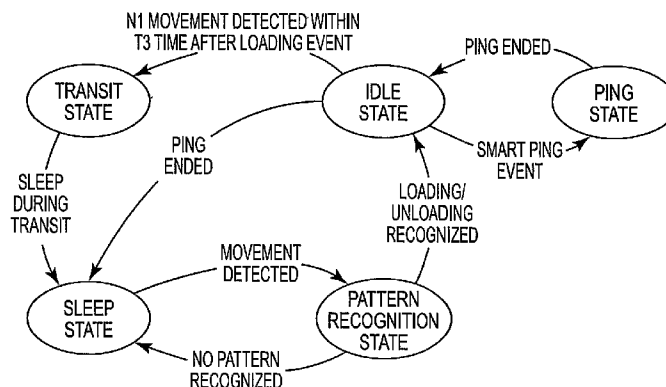 N1 MOVEMENT DETECTED WITHIN
T3 TIME AFTER LOADING EVENT
PING ENDED
TRANSIT
STATE
IDLE
STATE
PING
STATE
PING
ENDED
SMART PING
EVENT
SLEEP
DURING
TRANSIT
LOADING/
UNLOADING
RECOGNIZED
MOVEMENT
DETECTED
SLEEP
STATE
PATTERN
RECOGNITION
STATE
NO PATTERN
RECOGNIZED